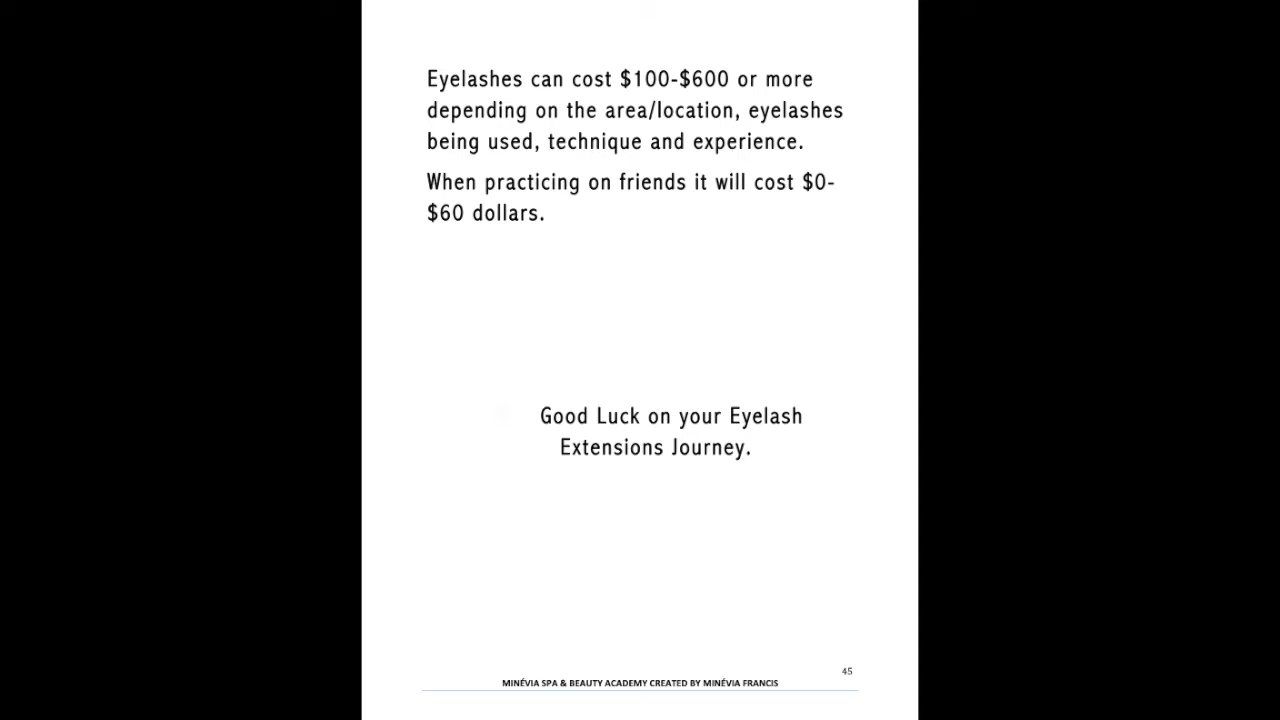 Eyelashes can cost $100-$600 or more
depending on the area/location, eyelashes
being used, technique and experience.
When practicing on friends it will cost $0-
$60 dollars.
Good Luck on your Eyelash
Extensions Journey.
45
MINÉVIA SPA & BEAUTY ACADEMY CREATED BY MINÉVIA FRANCIS